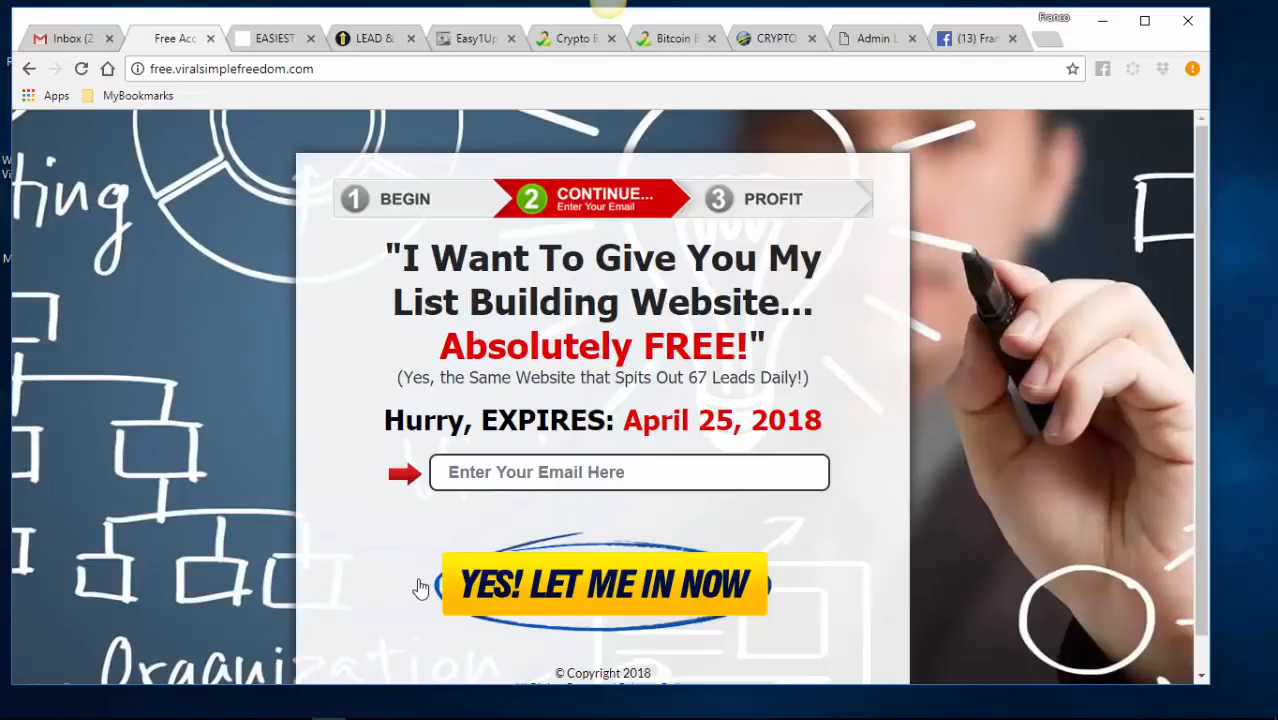 Franco
Inbox (2
Free Acc
EASIEST
LEAD &
Easy1Up
Crypto B
Bitcoin B
CRYPTO
Admin L
(13) Fran
free.viralsimplefreedom.com
Apps
MyBookmarks
ting
1 BEGIN
2 CONTINUE...
Enter Your Email
3 PROFIT
"I Want To Give You My
List Building Website...
Absolutely FREE!"
(Yes, the Same Website that Spits Out 67 Leads Daily!)
Hurry, EXPIRES: April 25, 2018
Enter Your Email Here
YES! LET ME IN NOW
Organization
© Copyright 2018